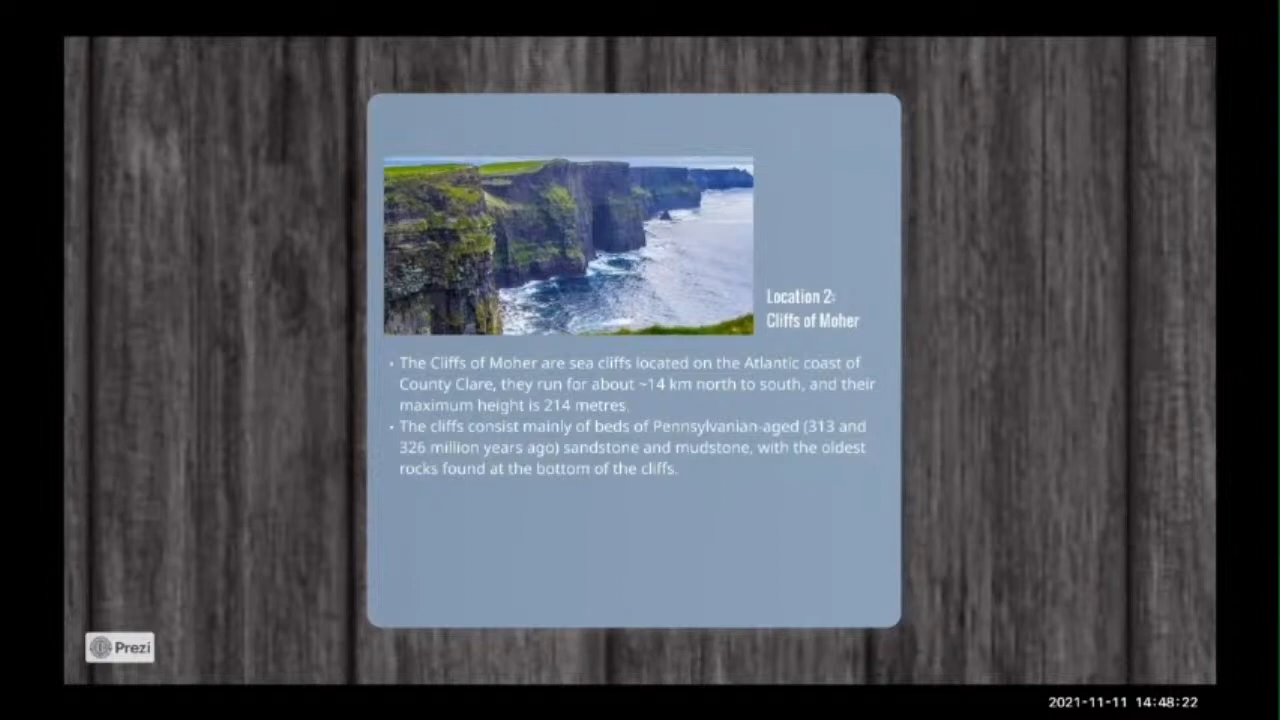 Location 2:
Cliffs of Moher
• The Cliffs of Moher are sea cliffs located on the Atlantic coast of
County Clare, they run for about ~14 km north to south, and their
maximum height is 214 metres.
• The cliffs consist mainly of beds of Pennsylvanian-aged (313 and
326 million years ago) sandstone and mudstone, with the oldest
rocks found at the bottom of the cliffs.
Prezi
2021-11-11 14:48:22